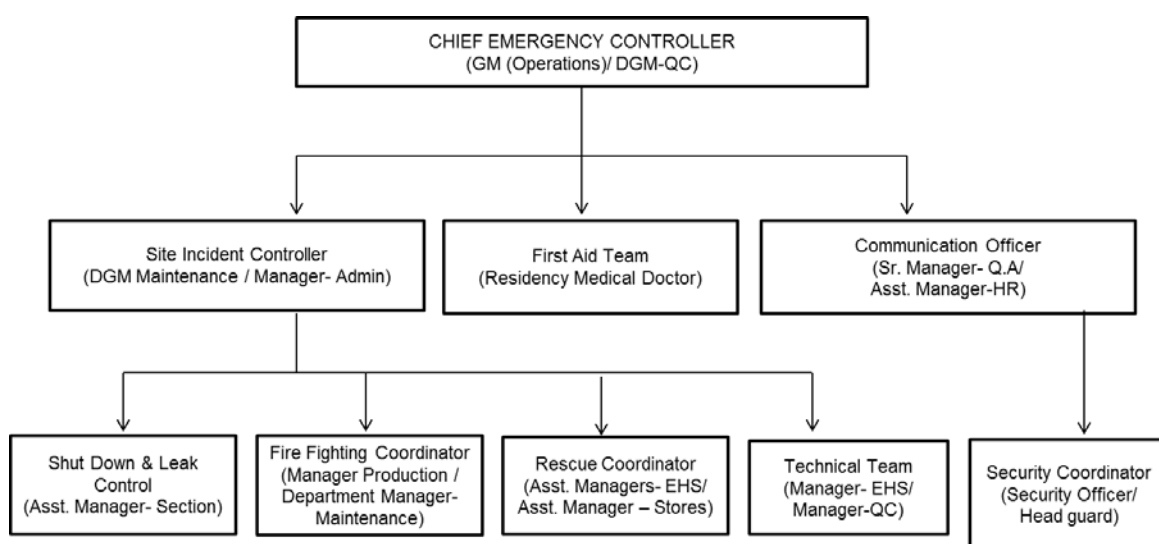 CHIEF EMERGENCY CONTROLLER
(GM (Operations)/ DGM-QC)
Site Incident Controller
(DGM Maintenance / Manager- Admin)
First Aid Team
(Residency Medical Doctor)
Communication Officer
(Sr. Manager- Q.A/
Asst. Manager-HR)
Shut Down & Leak
Control
(Asst. Manager- Section)
Fire Fighting Coordinator
(Manager Production /
Department Manager-
Maintenance)
Rescue Coordinator
(Asst. Managers- EHS/
Asst. Manager – Stores)
Technical Team
(Manager- EHS/
Manager-QC)
Security Coordinator
(Security Officer/
Head guard)